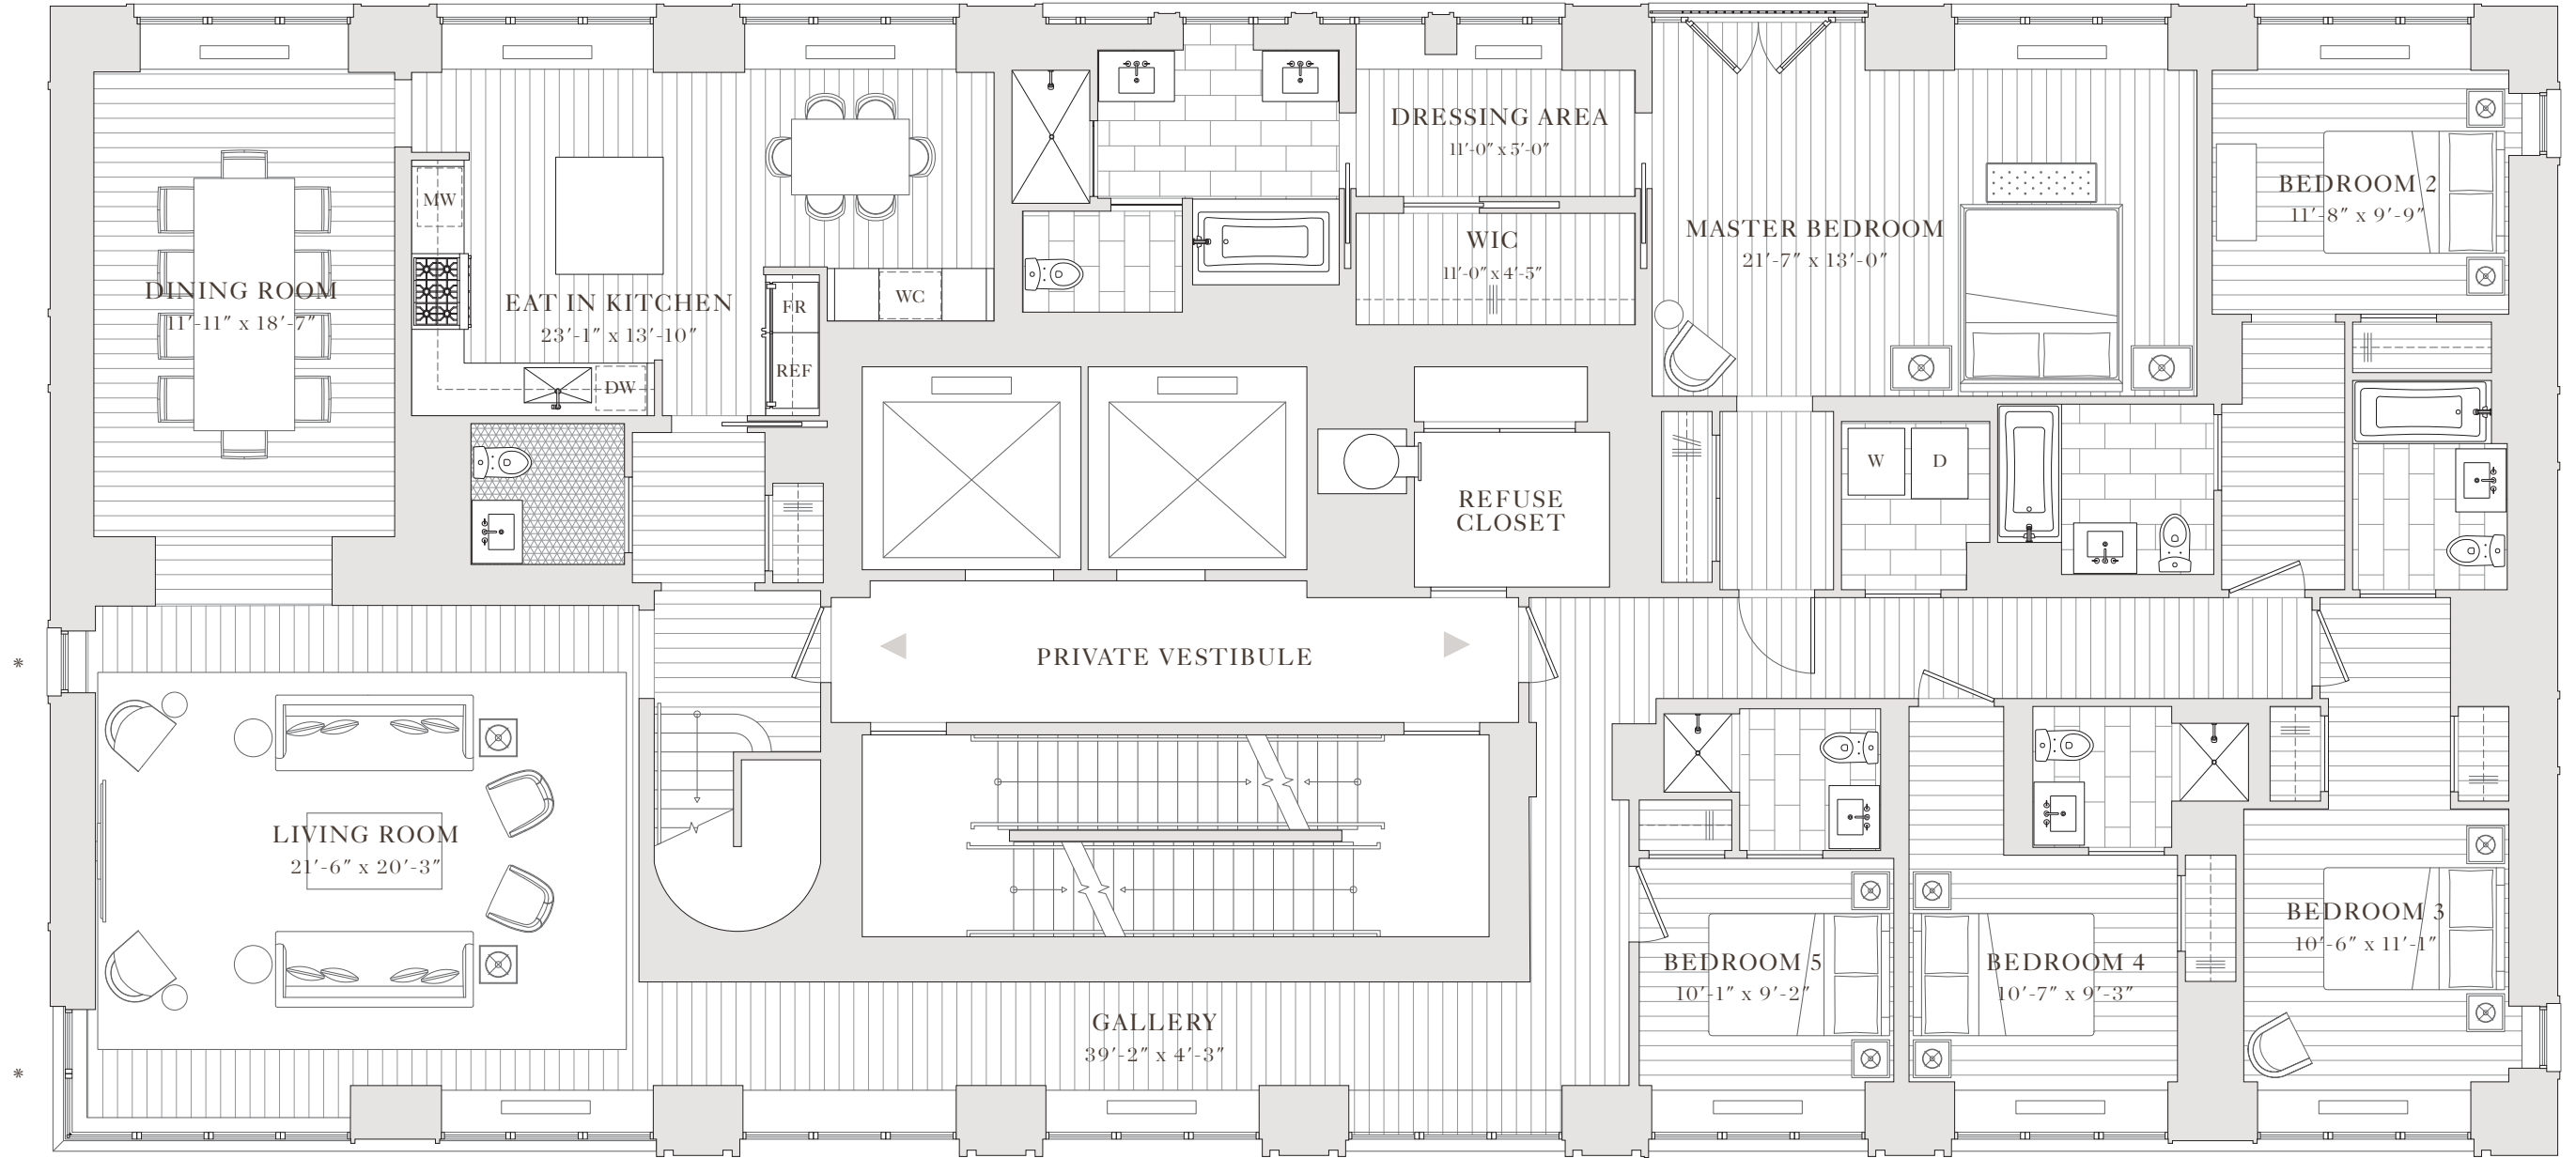 DRESSING AREA
11'-0" x 5'-0"
MW
BEDROOM 2
11'-8" x 9'-9"
MASTER BEDROOM
21'-7" x 13'-0"
WIC
11'-0" x 4'-5"
DINING ROOM
11'-11" x 18'-7"
EAT IN KITCHEN
23'-1" x 13'-10"
FR
WC
REF
DW
W
D
REFUSE
CLOSET
PRIVATE VESTIBULE
*
LIVING ROOM
21'-6" x 20'-3"
BEDROOM 3
10'-6" x 11'-1"
BEDROOM 5
10'-1" x 9'-2"
BEDROOM 4
10'-7" x 9'-3"
GALLERY
39'-2" x 4'-3"
*